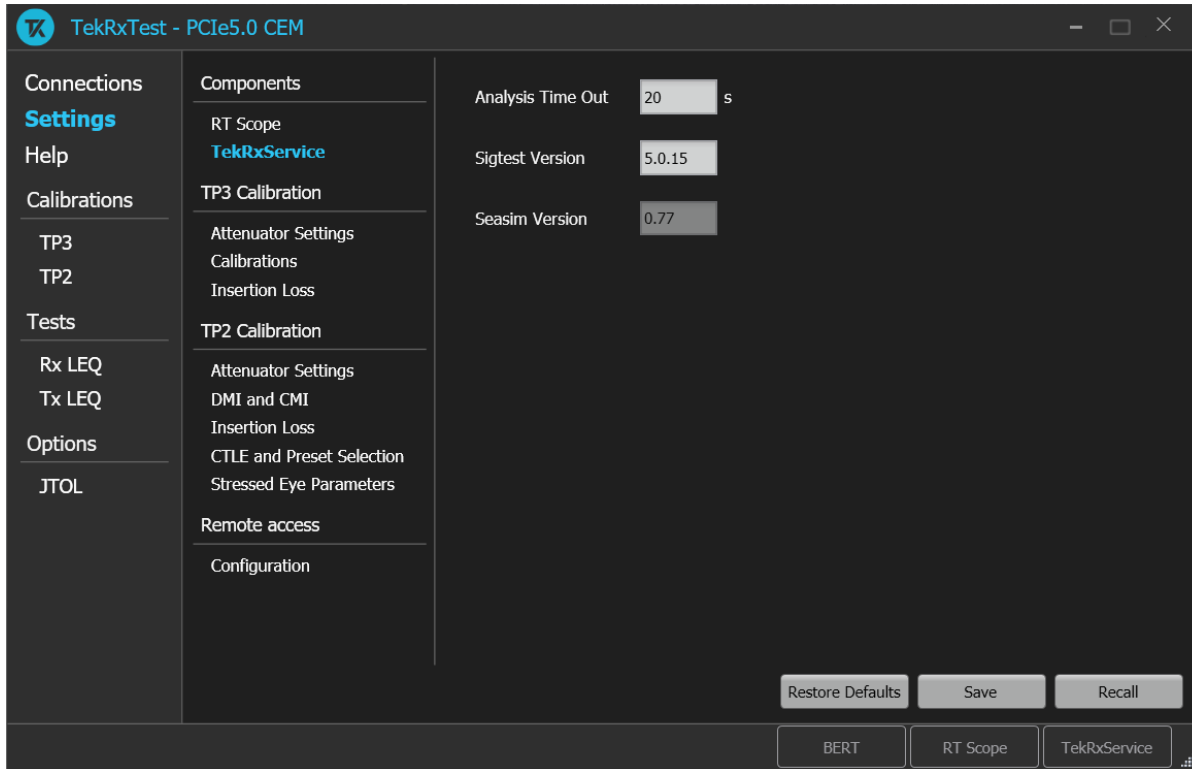 TekRxTest - PCIe5.0 CEM
Connections
Settings
Help
Calibrations
TP3
TP2
Tests
Rx LEQ
Tx LEQ
Options
JTOL
Components
RT Scope
TekRxService
TP3 Calibration
Attenuator Settings
Calibrations
Insertion Loss
TP2 Calibration
Attenuator Settings
DMI and CMI
Insertion Loss
CTLE and Preset Selection
Stressed Eye Parameters
Remote access
Configuration
Analysis Time Out 20 s
Sigtest Version 5.0.15
Seasim Version 0.77
Restore Defaults Save Recall
BERT RT Scope TekRxService